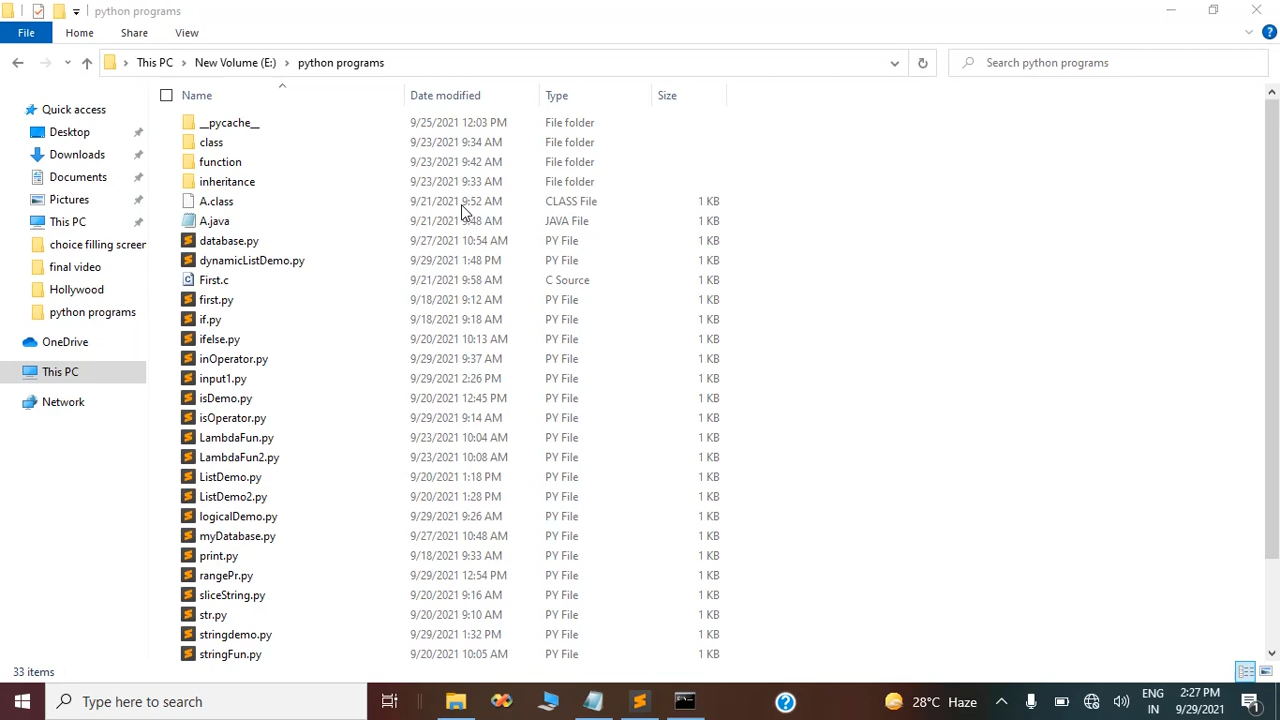 python programs
File Home Share View
This PC New Volume (E:) python programs Search python programs
Name Date modified Type Size
Quick access
Desktop
Downloads
Documents
Pictures
This PC
choice filling screer
final video
Hollywood
python programs
OneDrive
This PC
Network
__pycache__ 9/25/2021 12:03 PM File folder
class 9/23/2021 9:34 AM File folder
function 9/23/2021 9:42 AM File folder
inheritance 9/23/2021 9:33 AM File folder
A.class 9/21/2021 9:52 AM CLASS File 1 KB
A.java 9/21/2021 :48 AM JAVA File 1 KB
database.py 9/27/2021 10:54 AM PY File 1 KB
dynamicListDemo.py 9/29/2021 1:48 PM PY File 1 KB
First.c 9/21/2021 9:58 AM C Source 1 KB
first.py 9/18/2021 9:12 AM PY File 1 KB
if.py 9/18/2021 9:18 AM PY File 1 KB
ifelse.py 9/20/2021 10:13 AM PY File 1 KB
inOperator.py 9/29/2021 9:37 AM PY File 1 KB
input1.py 9/29/2021 2:26 PM PY File 1 KB
isDemo.py 9/20/2021 12:45 PM PY File 1 KB
isOperator.py 9/29/2021 9:14 AM PY File 1 KB
LambdaFun.py 9/23/2021 10:04 AM PY File 1 KB
LambdaFun2.py 9/23/2021 10:08 AM PY File 1 KB
ListDemo.py 9/20/2021 1:18 PM PY File 1 KB
ListDemo2.py 9/20/2021 1:28 PM PY File 1 KB
logicalDemo.py 9/29/2021 9:26 AM PY File 1 KB
myDatabase.py 9/27/2021 10:48 AM PY File 1 KB
print.py 9/18/2021 9:33 AM PY File 1 KB
rangePr.py 9/29/2021 12:54 PM PY File 1 KB
sliceString.py 9/20/2021 9:16 AM PY File 1 KB
str.py 9/20/2021 9:10 AM PY File 1 KB
stringdemo.py 9/29/2021 1:32 PM PY File 1 KB
stringFun.py 9/20/2021 10:05 AM PY File 1 KB
33 items
Type here to search 28°C Haze ENG 2:27 PM
IN 9/29/2021 1